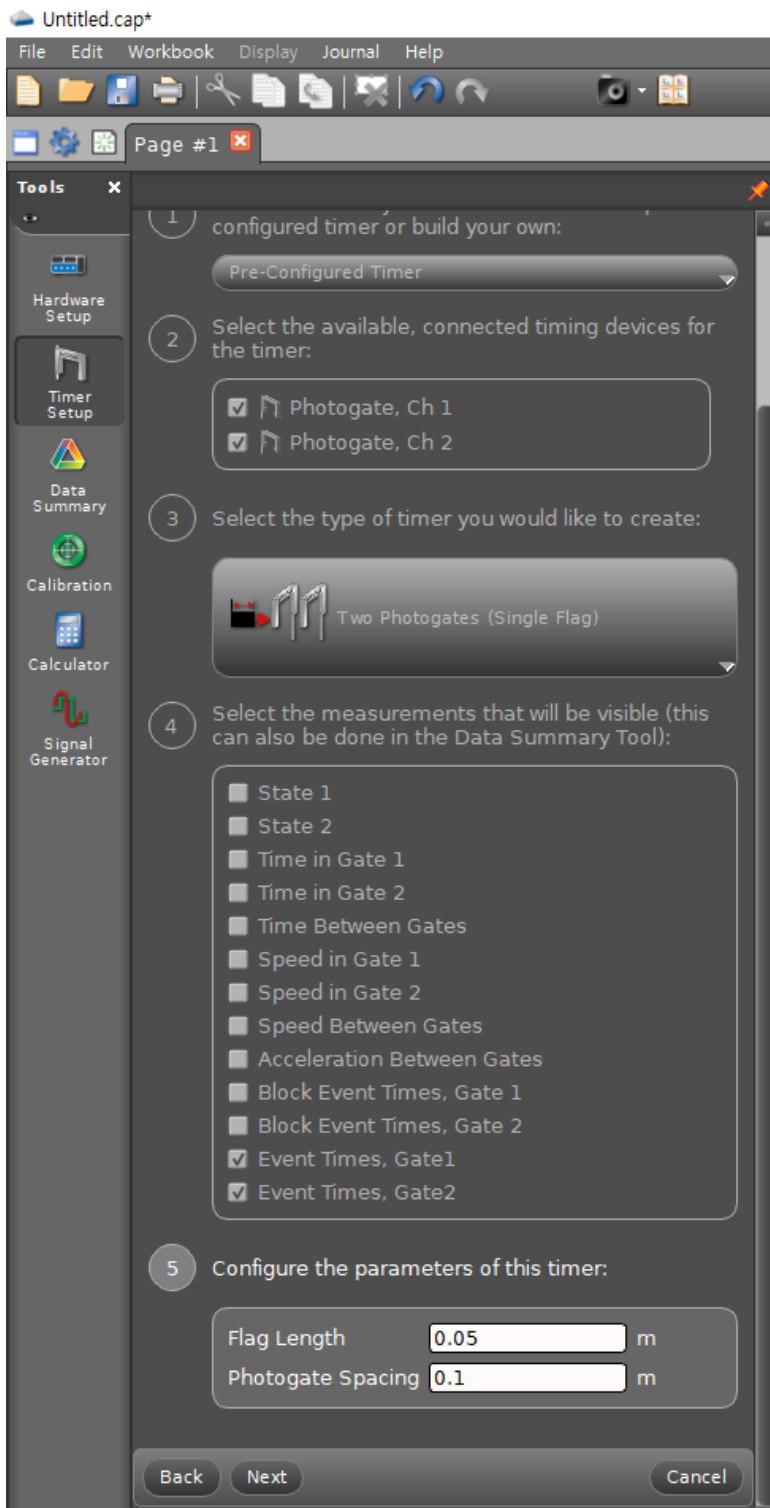 Untitled.cap*
File Edit Workbook Display Journal Help
Page #1
Tools
Hardware
Setup
Timer
Setup
Data
Summary
Calibration
Calculator
Signal
Generator
1
configured timer or build your own:
Pre-Configured Timer
2
Select the available, connected timing devices for
the timer:
Photogate, Ch 1
Photogate, Ch 2
3
Select the type of timer you would like to create:
Two Photogates (Single Flag)
4
Select the measurements that will be visible (this
can also be done in the Data Summary Tool):
State 1
State 2
Time in Gate 1
Time in Gate 2
Time Between Gates
Speed in Gate 1
Speed in Gate 2
Speed Between Gates
Acceleration Between Gates
Block Event Times, Gate 1
Block Event Times, Gate 2
Event Times, Gate1
Event Times, Gate2
5
Configure the parameters of this timer:
Flag Length 0.05 m
Photogate Spacing 0.1 m
Back Next Cancel